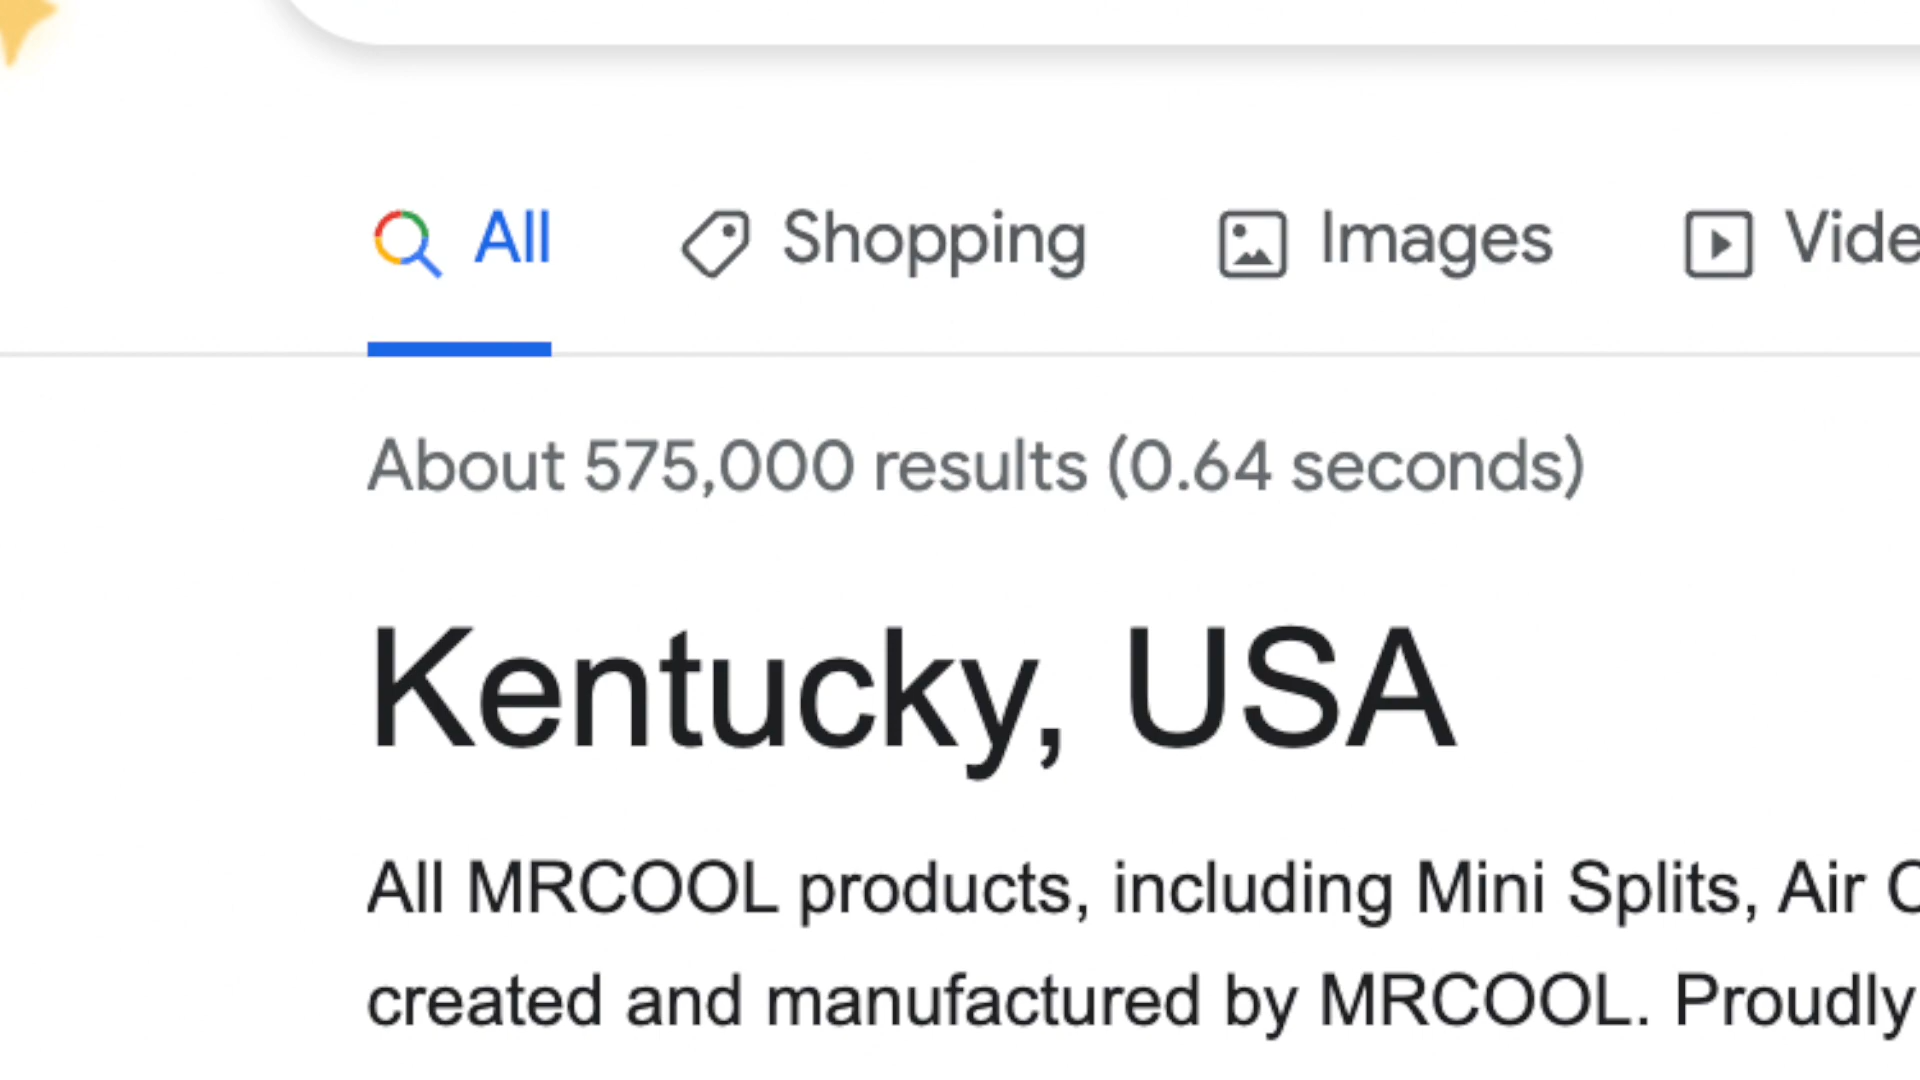 All Shopping Images
About 575,000 results (0.64 seconds)
Kentucky, USA
All MRCOOL products, including Mini Splits, Air
created and manufactured by MRCOOL. Proudly